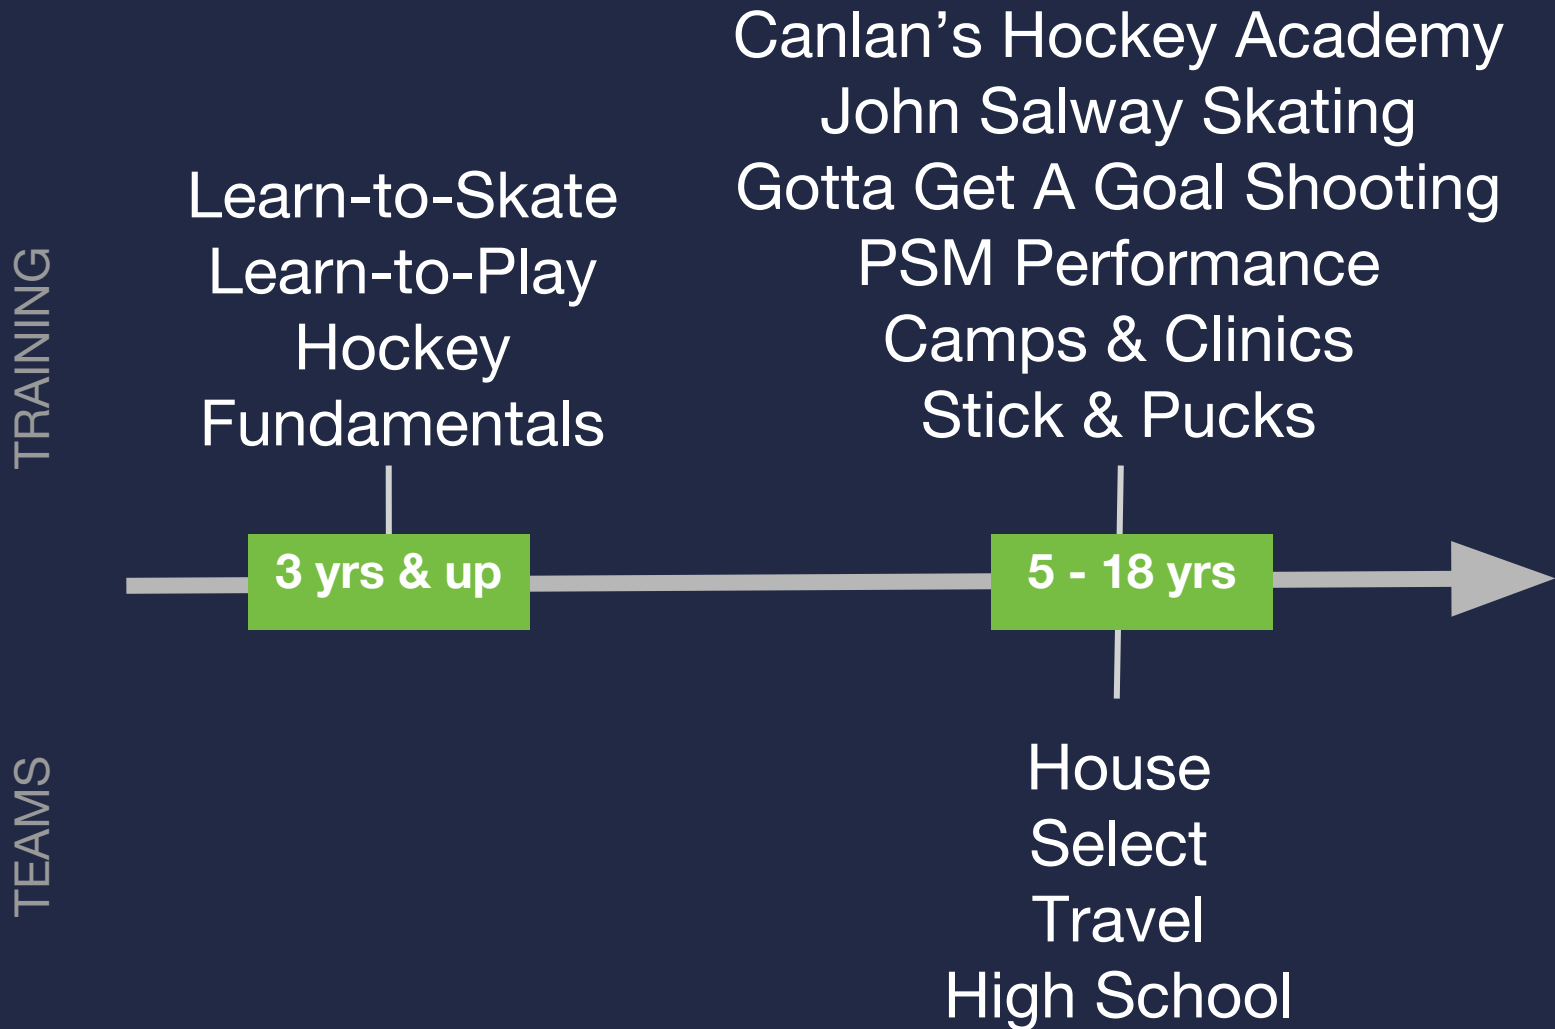 TRAINING
Learn-to-Skate
Learn-to-Play
Hockey
Fundamentals
3 yrs & up
Canlan’s Hockey Academy
John Salway Skating
Gotta Get A Goal Shooting
PSM Performance
Camps & Clinics
Stick & Pucks
5 - 18 yrs
TEAMS
House
Select
Travel
High School